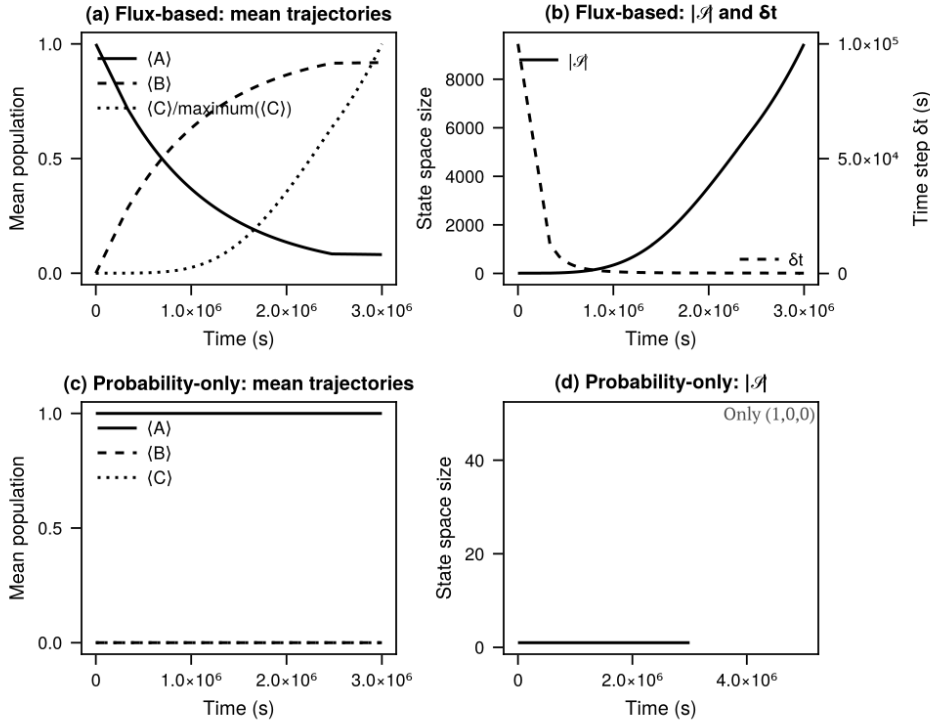 (a) Flux-based: mean trajectories
1.0
0.5
0.0
Mean population
⟨A⟩
⟨B⟩
⟨C⟩/maximum(⟨C⟩)
0
1.0×10⁶
2.0×10⁶
3.0×10⁶
Time (s)
(b) Flux-based: |𝒮| and δt
8000
6000
4000
2000
0
State space size
|𝒮|
δt
1.0×10⁵
5.0×10⁴
0
Time step δt (s)
0
1.0×10⁶
2.0×10⁶
3.0×10⁶
Time (s)
(c) Probability-only: mean trajectories
1.0
0.5
0.0
Mean population
⟨A⟩
⟨B⟩
⟨C⟩
0
1.0×10⁶
2.0×10⁶
3.0×10⁶
Time (s)
(d) Probability-only: |𝒮|
Only (1,0,0)
40
20
0
State space size
0
2.0×10⁶
4.0×10⁶
Time (s)